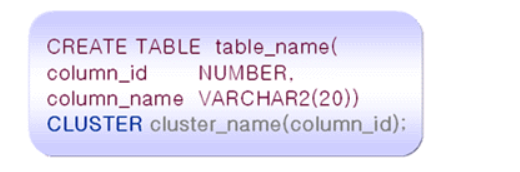 CREATE TABLE table_name(
column_id NUMBER,
column_name VARCHAR2(20))
CLUSTER cluster_name(column_id);